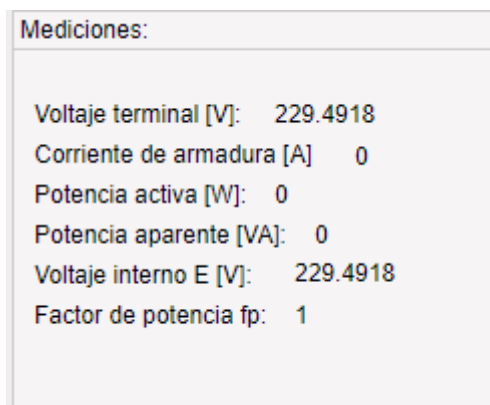 Mediciones:
Voltaje terminal [V]: 229.4918
Corriente de armadura [A] 0
Potencia activa [W]: 0
Potencia aparente [VA]: 0
Voltaje interno E [V]: 229.4918
Factor de potencia fp: 1